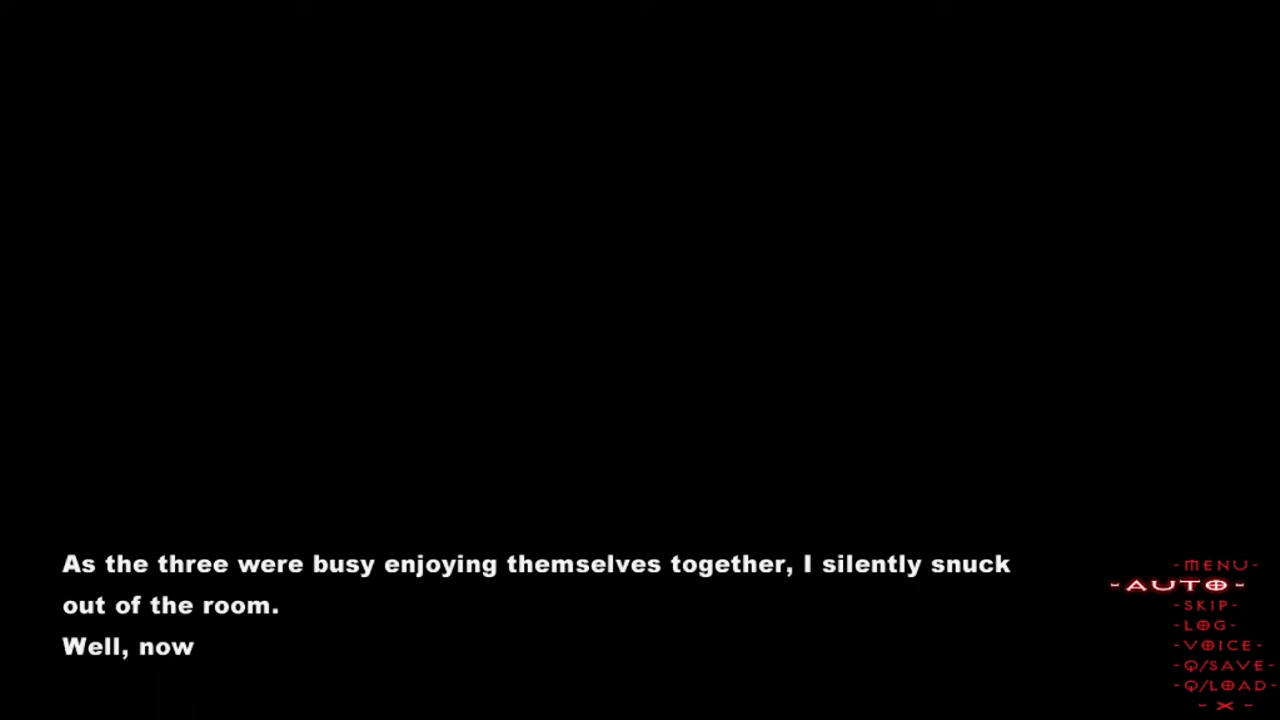 As the three were busy enjoying themselves together, I silently snuck
out of the room.
Well, now
-MENU-
-AUTO-
-SKIP-
-LOG-
-VOICE-
-Q/SAVE-
-Q/LOAD-
-X-